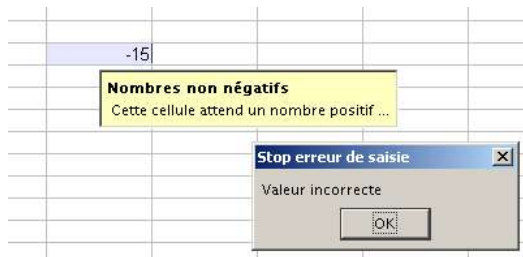 -15
Nombres non négatifs
Cette cellule attend un nombre positif ...
Stop erreur de saisie
Valeur incorrecte
OK